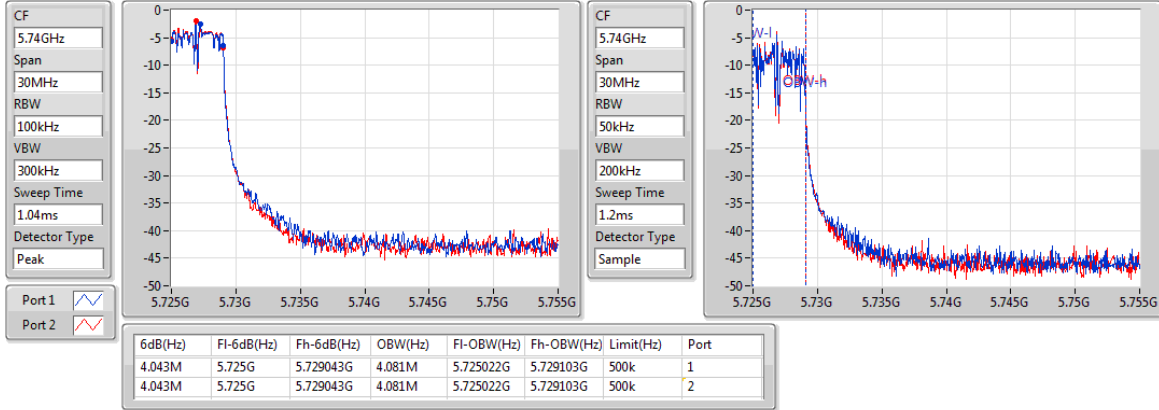 CF
5.74GHz
Span
30MHz
RBW
100kHz
VBW
300kHz
Sweep Time
1.04ms
Detector Type
Peak
Port 1
Port 2
0-
-5-
-10-
-15-
-20-
-25-
-30-
-35-
-40-
-45-
-50-
5.725G 5.73G 5.735G 5.74G 5.745G 5.75G 5.755G
CF
5.74GHz
Span
30MHz
RBW
50kHz
VBW
200kHz
Sweep Time
1.2ms
Detector Type
Sample
0-
-5-
-10-
-15-
-20-
-25-
-30-
-35-
-40-
-45-
-50-
W-l
OBW-h
5.725G 5.73G 5.735G 5.74G 5.745G 5.75G 5.755G
6dB(Hz) Fl-6dB(Hz) Fh-6dB(Hz) OBW(Hz) Fl-OBW(Hz) Fh-OBW(Hz) Limit(Hz) Port
4.043M 5.725G 5.729043G 4.081M 5.725022G 5.729103G 500k 1
4.043M 5.725G 5.729043G 4.081M 5.725022G 5.729103G 500k 2